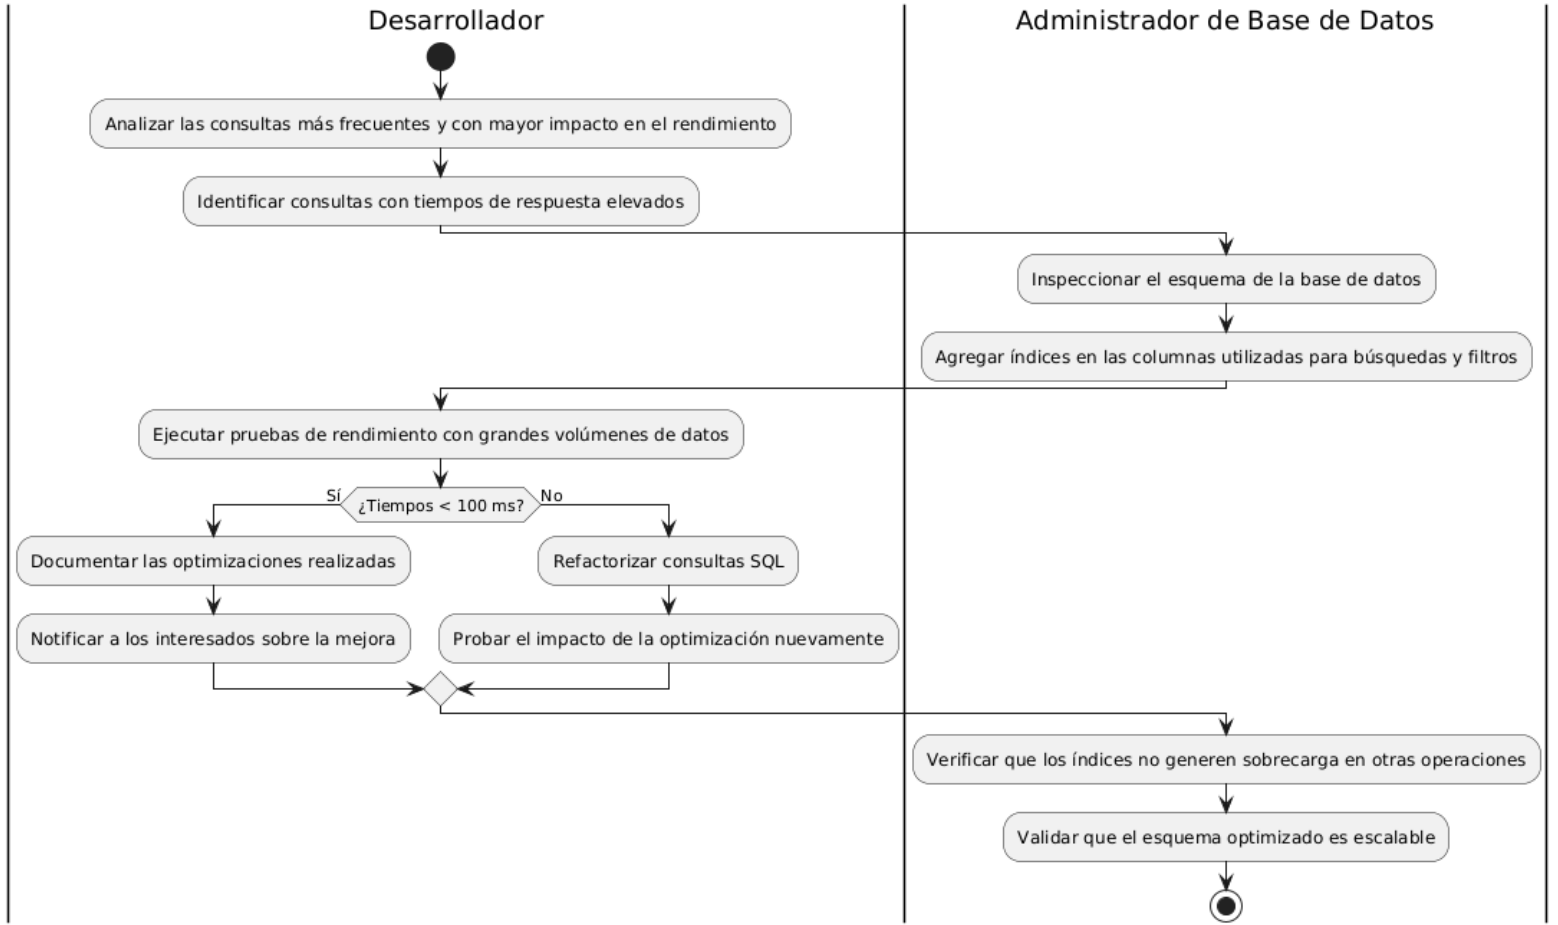 Desarrollador
Administrador de Base de Datos
Analizar las consultas más frecuentes y con mayor impacto en el rendimiento
Identificar consultas con tiempos de respuesta elevados
Inspeccionar el esquema de la base de datos
Agregar índices en las columnas utilizadas para búsquedas y filtros
Ejecutar pruebas de rendimiento con grandes volúmenes de datos
Sí
¿Tiempos < 100 ms?
No
Documentar las optimizaciones realizadas
Refactorizar consultas SQL
Notificar a los interesados sobre la mejora
Probar el impacto de la optimización nuevamente
Verificar que los índices no generen sobrecarga en otras operaciones
Validar que el esquema optimizado es escalable